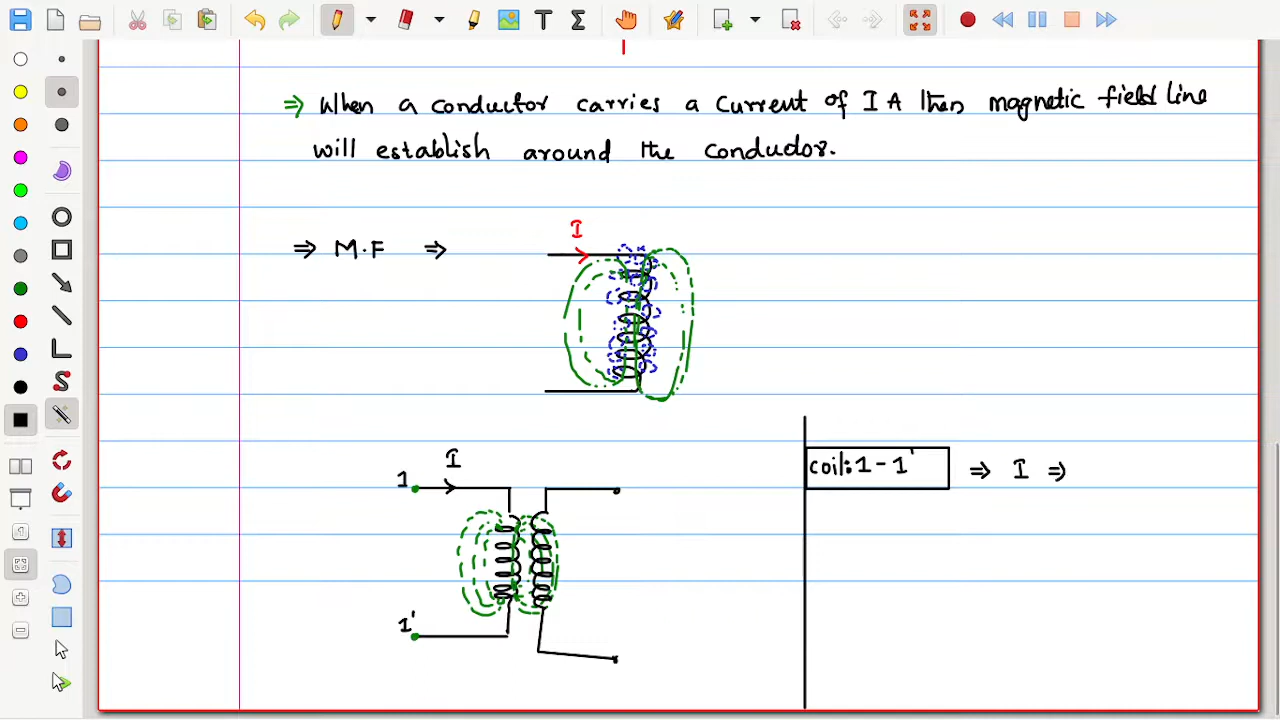 ⇒ When a conductor carries a current of I A then magnetic field line
will establish around the conductor.
⇒ M.F ⇒
I
I
1
1'
coil: 1 - 1' ⇒ I ⇒